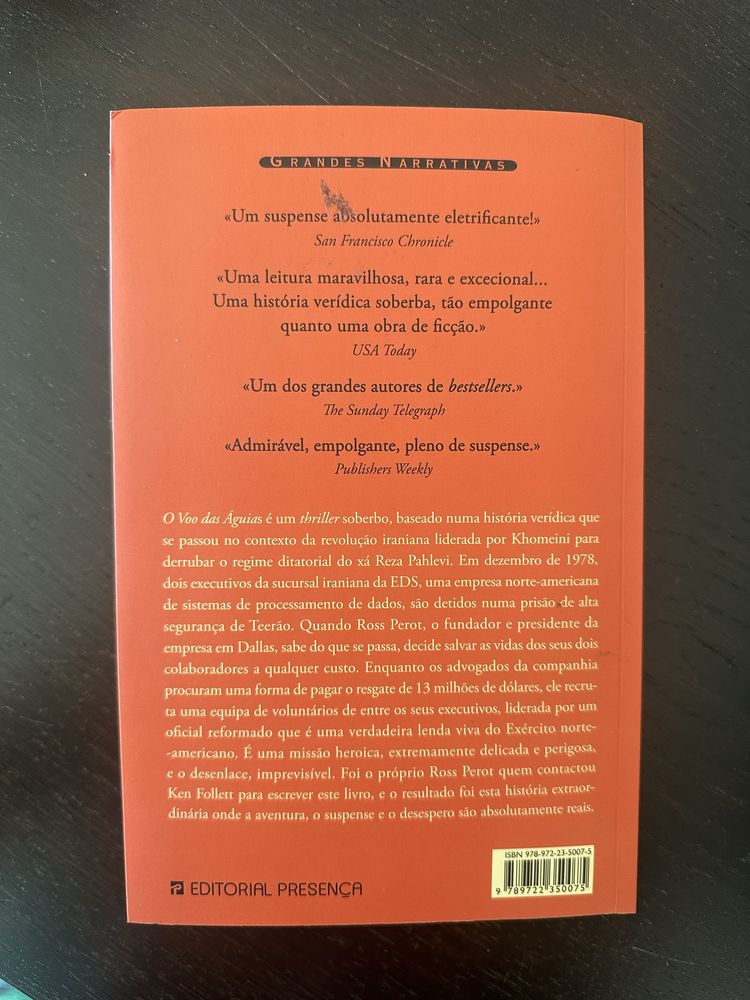 GRANDES NARRATIVAS
«Um suspense absolutamente eletrificante!»
San Francisco Chronicle
«Uma leitura maravilhosa, rara e excecional...
Uma história verídica soberba, tão empolgante
quanto uma obra de ficção.»
USA Today
«Um dos grandes autores de bestsellers.»
The Sunday Telegraph
«Admirável, empolgante, pleno de suspense.»
Publishers Weekly
O Voo das Águias é um thriller soberbo, baseado numa história verídica que
se passou no contexto da revolução iraniana liderada por Khomeini para
derrubar o regime ditatorial do xá Reza Pahlevi. Em dezembro de 1978,
dois executivos da sucursal iraniana da EDS, uma empresa norte-americana
de sistemas de processamento de dados, são detidos numa prisão de alta
segurança de Teerão. Quando Ross Perot, o fundador e presidente da
empresa em Dallas, sabe do que se passa, decide salvar as vidas dos seus dois
colaboradores a qualquer custo. Enquanto os advogados da companhia
procuram uma forma de pagar o resgate de 13 milhões de dólares, ele recru-
ta uma equipa de voluntários de entre os seus executivos, liderada por um
oficial reformado que é uma verdadeira lenda viva do Exército norte-
-americano. É uma missão heroica, extremamente delicada e perigosa,
e o desenlace, imprevisível. Foi o próprio Ross Perot quem contactou
Ken Follett para escrever este livro, e o resultado foi esta história extraor-
dinária onde a aventura, o suspense e o desespero são absolutamente reais.
ISBN 978-972-23-5007-5
9 789722 350075
EDITORIAL PRESENÇA